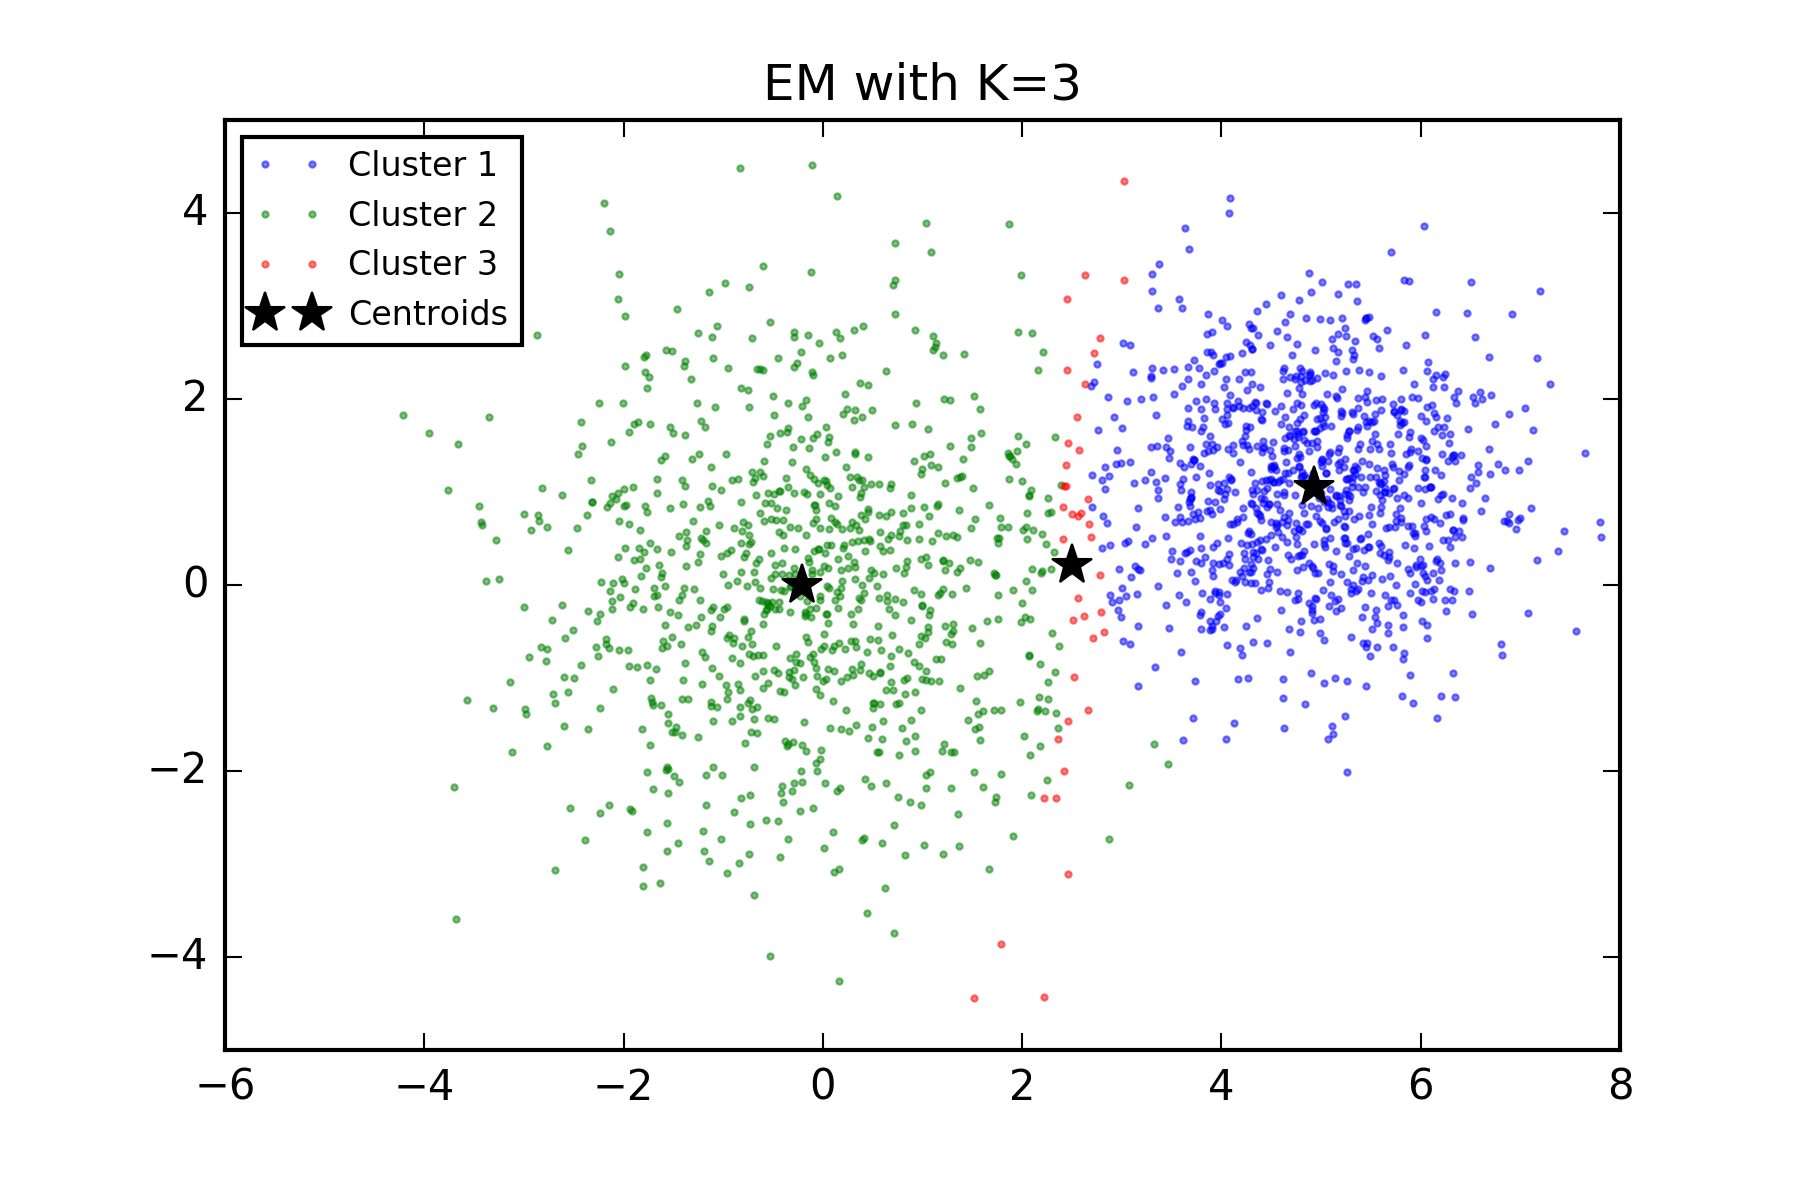 EM with K=3
Cluster 1
Cluster 2
Cluster 3
Centroids
4
2
0
−2
−4
−6 −4 −2 0 2 4 6 8